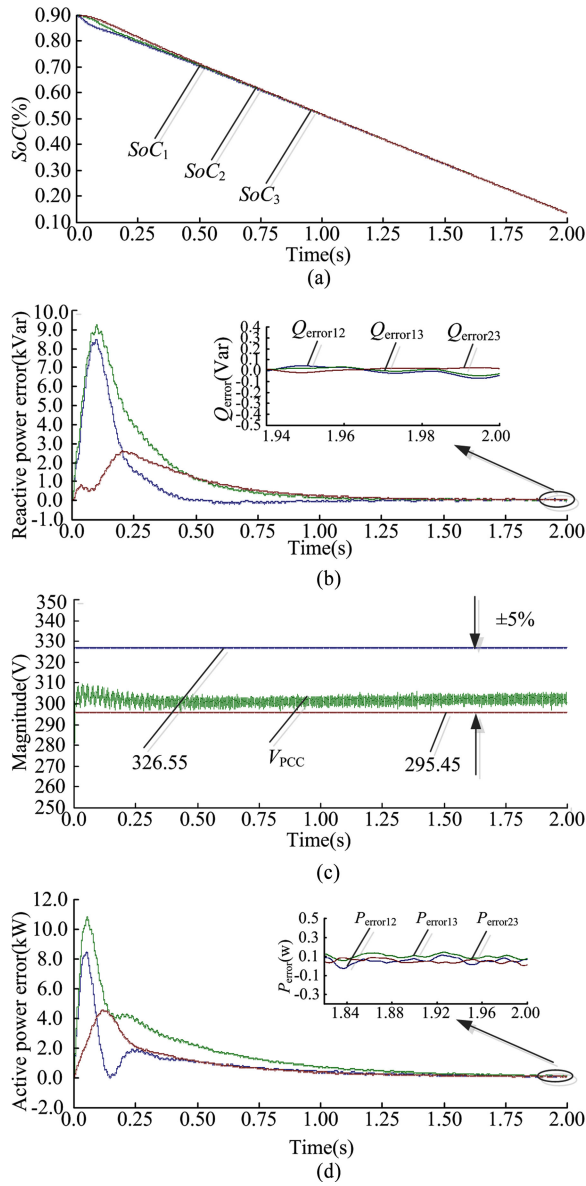 0.90
0.70
0.60
0.50
0.40
0.30
0.20
0.10
SoC(%)
SoC1
SoC2
SoC3
0 0.25 0.50 0.75 1.00 1.25 1.50 1.75 2.00
Time(s)
(a)
10.0
9.0
8.0
7.0
6.0
5.0
4.0
3.0
2.0
1.0
0.0
-1.0
Reactive power error(kVar)
0.4
0.3
0.2
0.1
0.0
-0.1
-0.2
-0.3
-0.5
Qerror(Var)
Qerror12 Qerror13 Qerror23
1.94 1.96 1.98 2.00
0 0.25 0.50 0.75 1.00 1.25 1.50 1.75 2.00
Time(s)
(b)
350
340
330
320
310
300
290
280
270
260
250
Magnitude(V)
±5%
326.55
VPCC
295.45
0.00 0.25 0.50 0.75 1.00 1.25 1.50 1.75 2.00
Time(s)
(c)
12.0
10.0
8.0
6.0
4.0
2.0
0.0
-2.0
Active power error(kW)
0.5
0.3
0.1
-0.1
-0.3
Perror(w)
Perror12 Perror13 Perror23
1.84 1.88 1.92 1.96 2.00
0.00 0.25 0.50 0.75 1.00 1.25 1.50 1.75 2.00
Time(s)
(d)